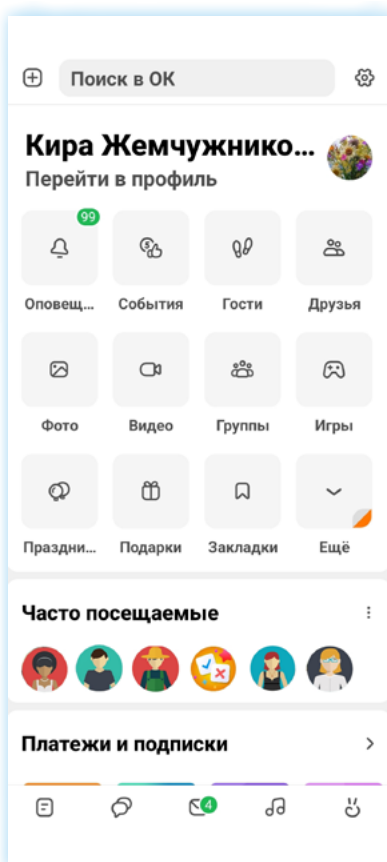 Поиск в ОК
Кира Жемчужнико...
Перейти в профиль
99
Оповещ... События Гости Друзья
Фото Видео Группы Игры
Праздни... Подарки Закладки Ещё
Часто посещаемые
Платежи и подписки
4